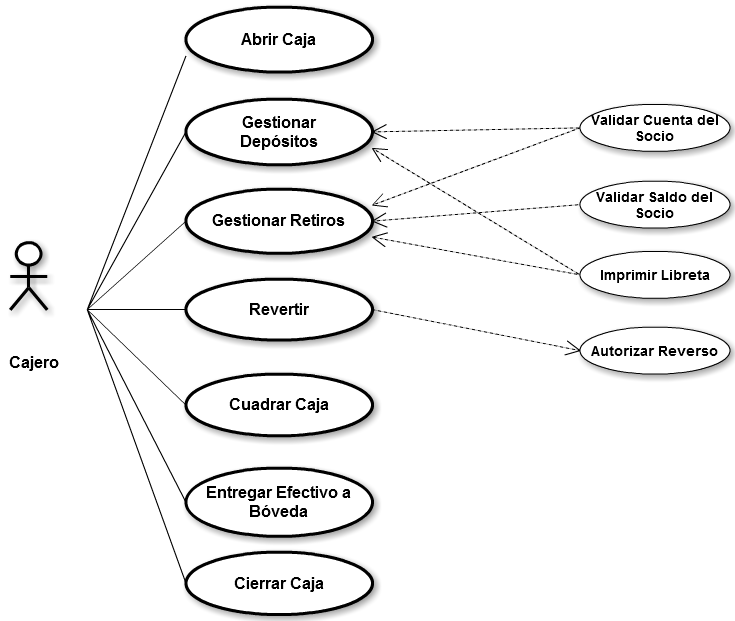 Abrir Caja
Gestionar
Depósitos
Gestionar Retiros
Revertir
Cuadrar Caja
Entregar Efectivo a
Bóveda
Cierrar Caja
Cajero
Validar Cuenta del
Socio
Validar Saldo del
Socio
Imprimir Libreta
Autorizar Reverso